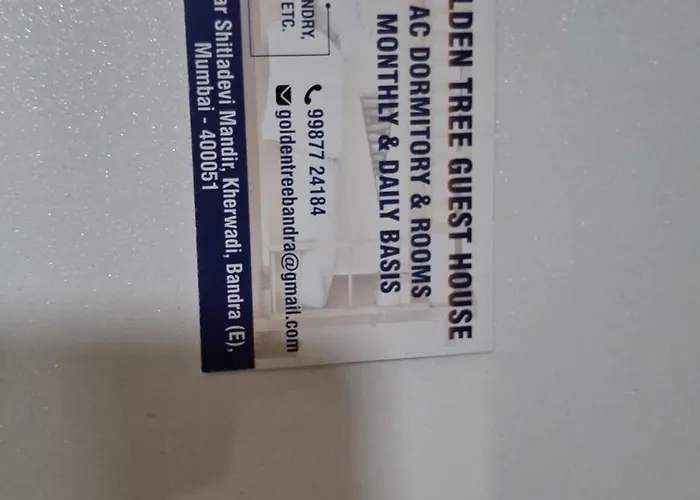 LDEN TREE GUEST HOUSE
AC DORMITORY & ROOMS
MONTHLY & DAILY BASIS
NDRY,
ETC.
99877 24184
goldentreebandra@gmail.com
ar Shitladevi Mandir, Kherwadi, Bandra (E),
Mumbai - 400051